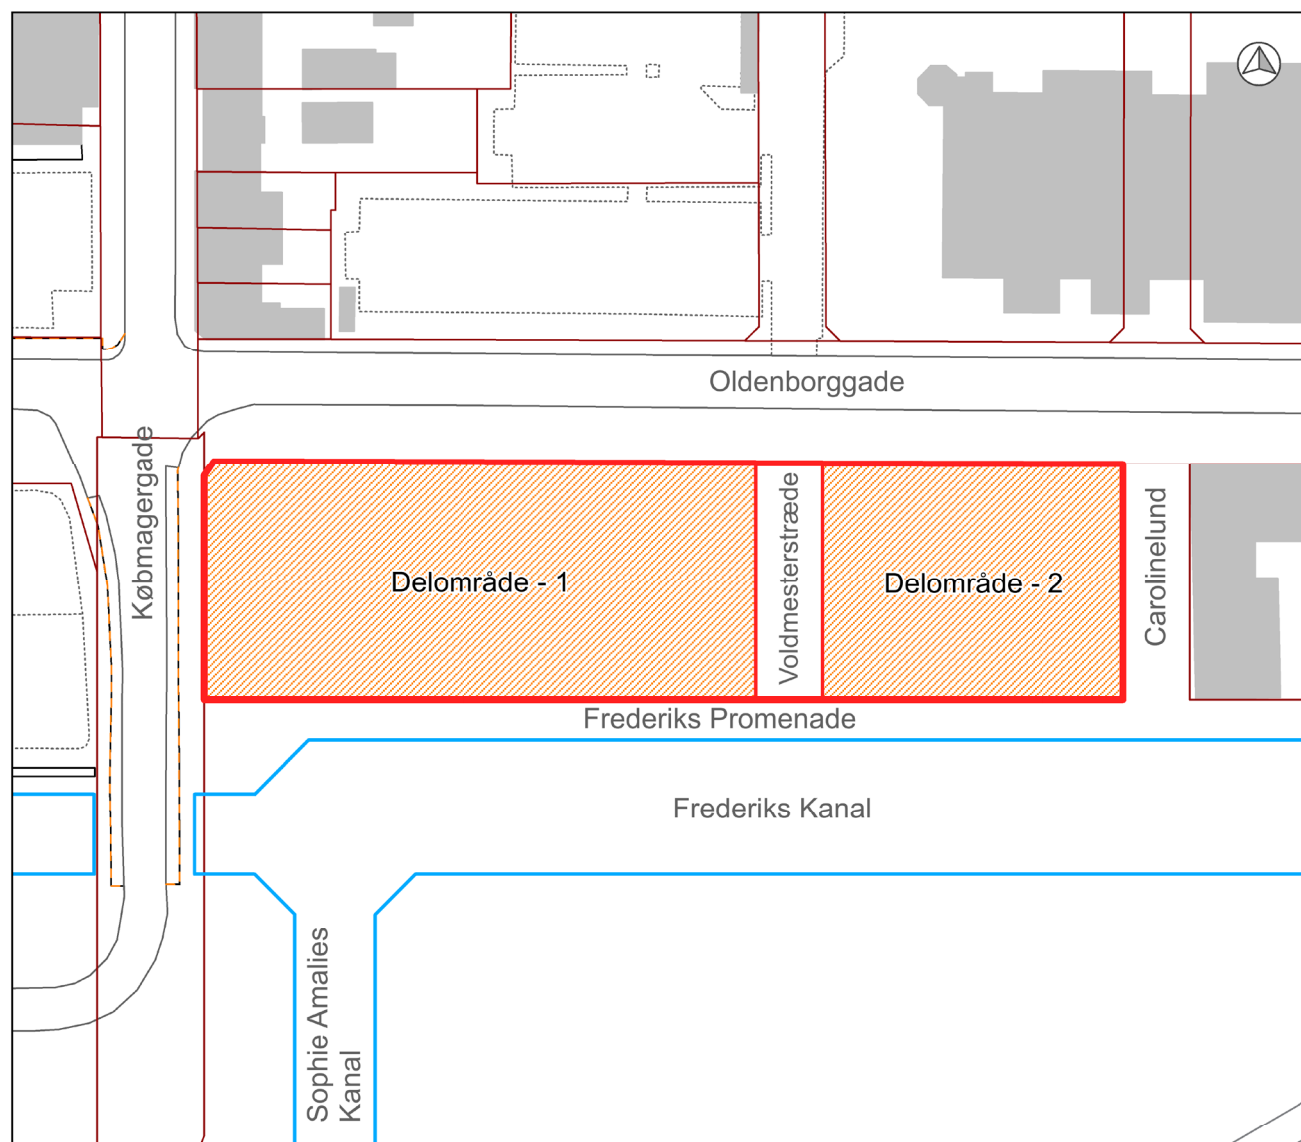 Oldenborggade
Købmagergade
Delområde - 1
Voldmesterstræde
Delområde - 2
Carolinelund
Frederiks Promenade
Frederiks Kanal
Sophie Amalies
Kanal